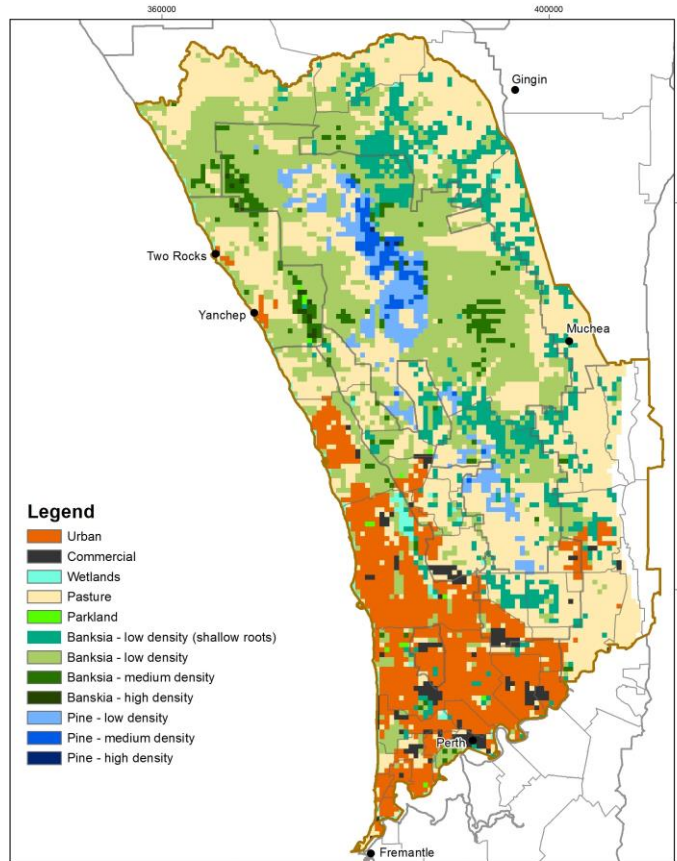 360000
400000
Gingin
Two Rocks
Yanchep
Muchea
Legend
Urban
Commercial
Wetlands
Pasture
Parkland
Banksia - low density (shallow roots)
Banksia - low density
Banksia - medium density
Banskia - high density
Pine - low density
Pine - medium density
Pine - high density
Perth
Fremantle